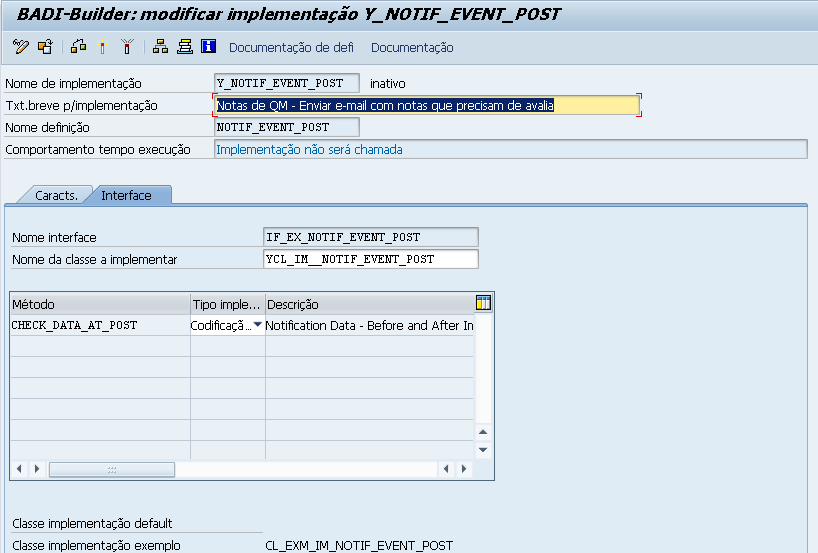 BADI-Builder: modificar implementação Y_NOTIF_EVENT_POST
Documentação de defi Documentação
Nome de implementação Y_NOTIF_EVENT_POST inativo
Txt.breve p/implementação Notas de QM - Enviar e-mail com notas que precisam de avalia
Nome definição NOTIF_EVENT_POST
Comportamento tempo execução Implementação não será chamada
Caracts. Interface
Nome interface IF_EX_NOTIF_EVENT_POST
Nome da classe a implementar YCL_IM__NOTIF_EVENT_POST
Método Tipo imple... Descrição
CHECK_DATA_AT_POST Codificaçã... Notification Data - Before and After In
Classe implementação default
Classe implementação exemplo CL_EXM_IM_NOTIF_EVENT_POST